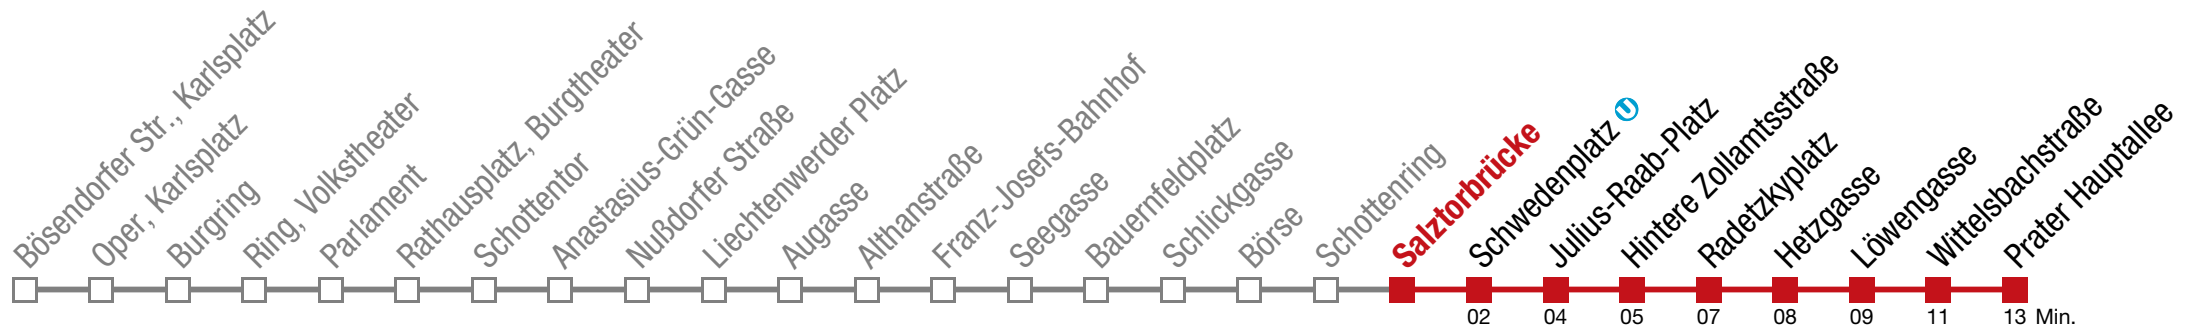 Bösendorfer Str., Karlsplatz
Oper, Karlsplatz
Burgring
Ring, Volkstheater
Parlament
Rathausplatz, Burgtheater
Schottentor
Anastasius-Grün-Gasse
Nußdorfer Straße
Liechtenwerder Platz
Augasse
Althanstraße
Franz-Josefs-Bahnhof
Seegasse
Bauernfeldplatz
Schlickgasse
Börse
Schottenring
Salztorbrücke
Schwedenplatz U
Julius-Raab-Platz
Hintere Zollamtsstraße
Radetzkyplatz
Hetzgasse
Löwengasse
Wittelsbachstraße
Prater Hauptallee
02 04 05 07 08 09 11 13 Min.